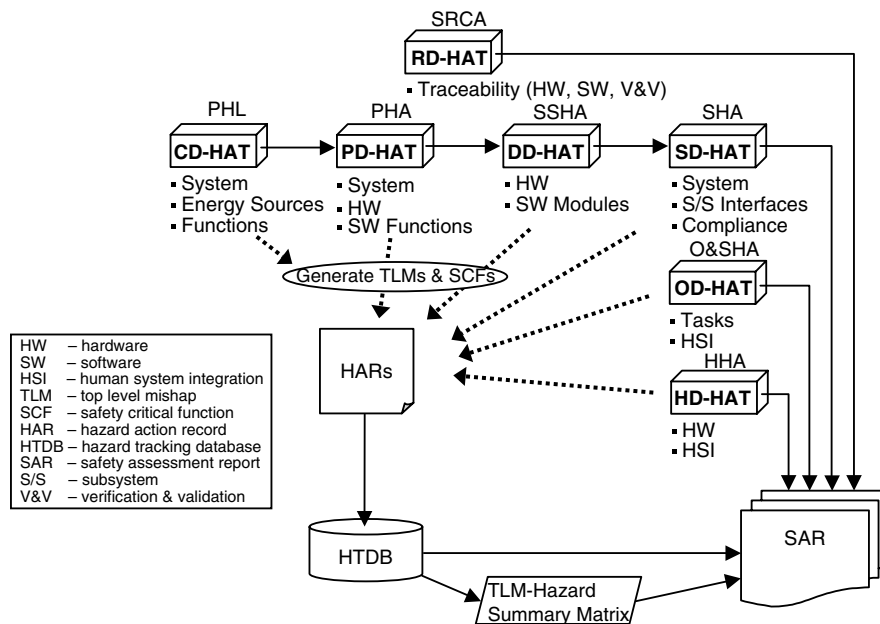 SRCA
RD-HAT
▪ Traceability (HW, SW, V&V)
PHL
CD-HAT
▪ System
▪ Energy Sources
▪ Functions
PHA
PD-HAT
▪ System
▪ HW
▪ SW Functions
SSHA
DD-HAT
▪ HW
▪ SW Modules
SHA
SD-HAT
▪ System
▪ S/S Interfaces
▪ Compliance
Generate TLMs & SCFs
O&SHA
OD-HAT
▪ Tasks
▪ HSI
HARs
HHA
HD-HAT
▪ HW
▪ HSI
HW – hardware
SW – software
HSI – human system integration
TLM – top level mishap
SCF – safety critical function
HAR – hazard action record
HTDB – hazard tracking database
SAR – safety assessment report
S/S – subsystem
V&V – verification & validation
HTDB
SAR
TLM-Hazard
Summary Matrix